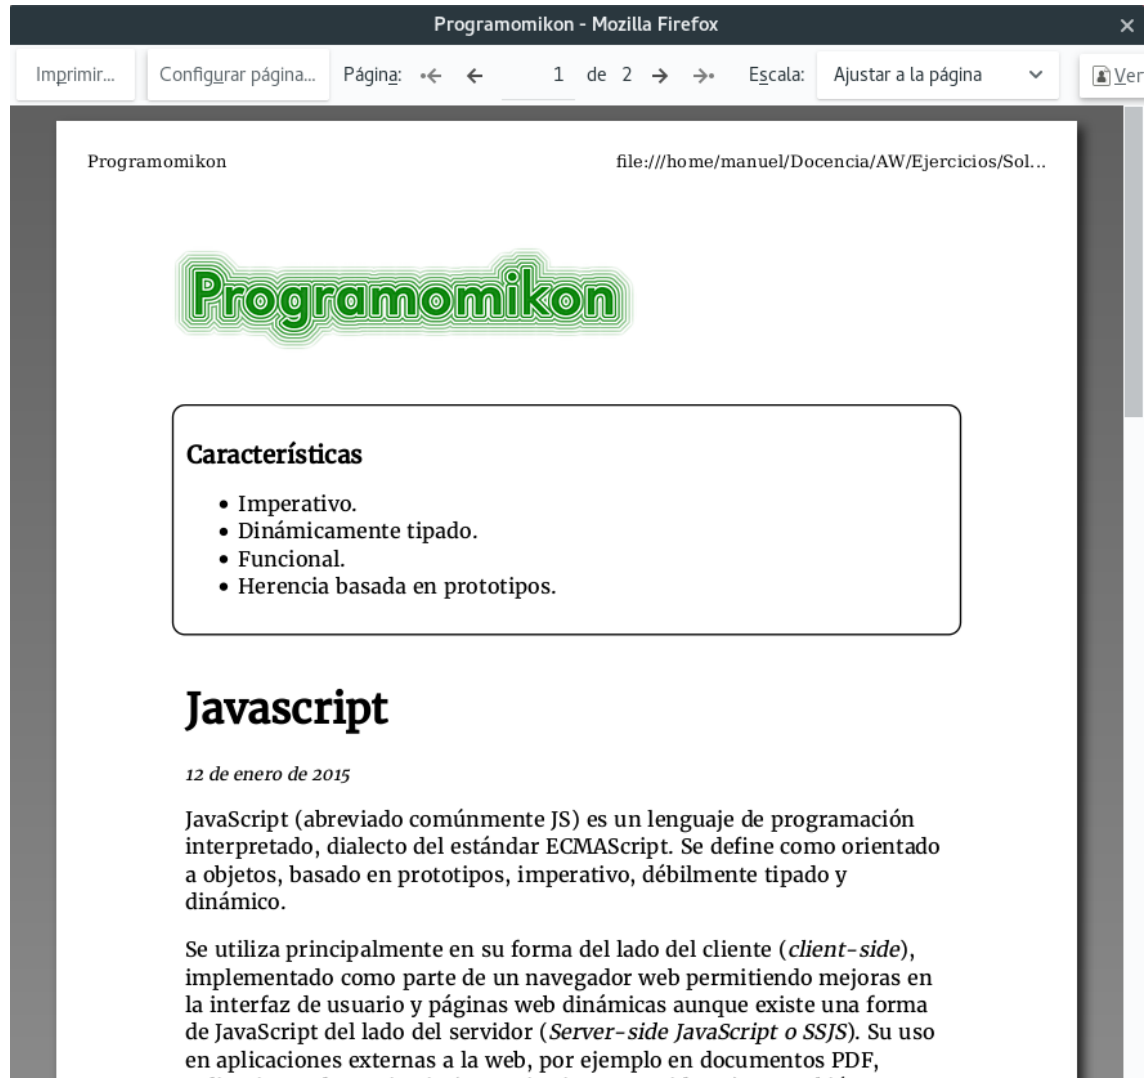 Programomikon - Mozilla Firefox ×
Imprimir... Configurar página... Página: 1 de 2 Escala: Ajustar a la página Ver
Programomikon file:///home/manuel/Docencia/AW/Ejercicios/Sol...
Programomikon
Características
• Imperativo.
• Dinámicamente tipado.
• Funcional.
• Herencia basada en prototipos.
Javascript
12 de enero de 2015
JavaScript (abreviado comúnmente JS) es un lenguaje de programación
interpretado, dialecto del estándar ECMAScript. Se define como orientado
a objetos, basado en prototipos, imperativo, débilmente tipado y
dinámico.
Se utiliza principalmente en su forma del lado del cliente (client-side),
implementado como parte de un navegador web permitiendo mejoras en
la interfaz de usuario y páginas web dinámicas aunque existe una forma
de JavaScript del lado del servidor (Server-side JavaScript o SSJS). Su uso
en aplicaciones externas a la web, por ejemplo en documentos PDF,